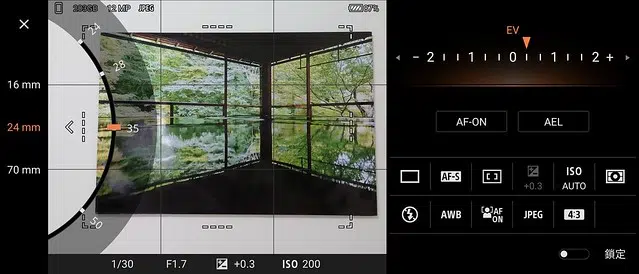 203GB 12 MP JPEG 87%
24
28
35
50
16 mm
24 mm
70 mm
1/30 F1.7 +0.3 ISO 200
EV
− 2 1 0 1 2 +
AF-ON AEL
AF-S +0.3 ISO AUTO
AWB AF ON JPEG 4:3
鎖定